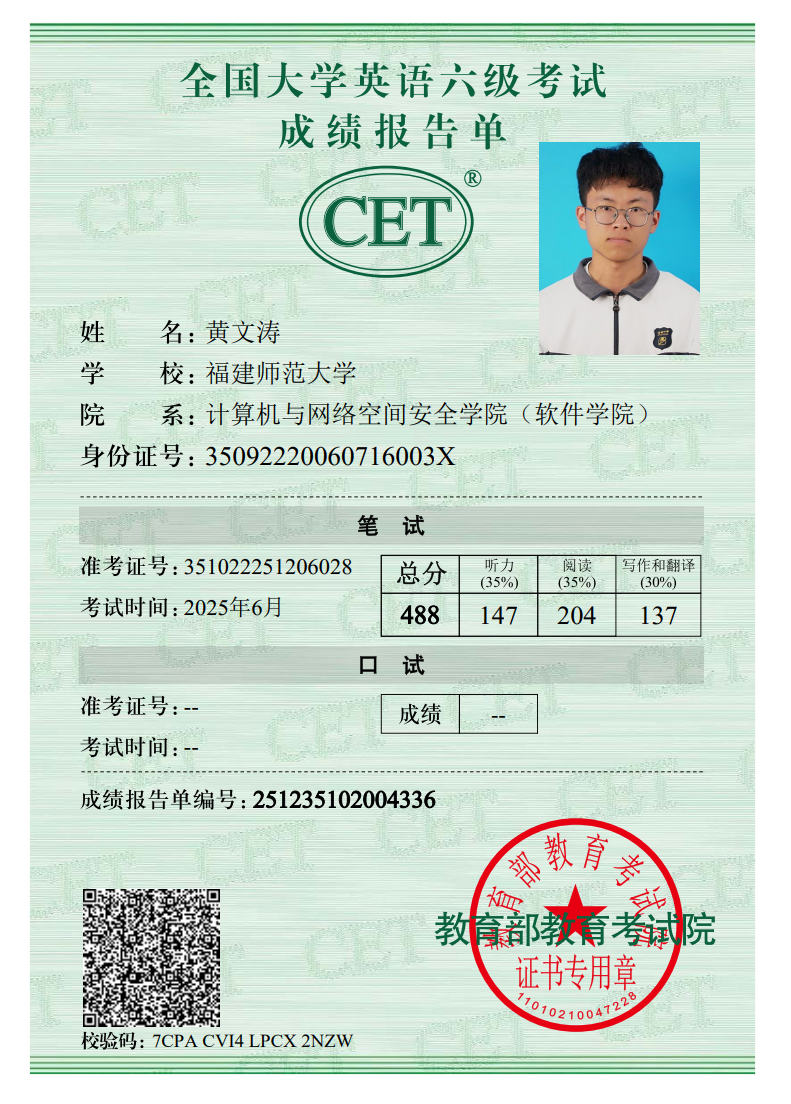 全国大学英语六级考试
成绩报告单
CET®
姓 名：黄文涛
学 校：福建师范大学
院 系：计算机与网络空间安全学院（软件学院）
身份证号：35092220060716003X
笔 试
准考证号：351022251206028
考试时间：2025年6月
总分 听力 (35%) 阅读 (35%) 写作和翻译 (30%)
488 147 204 137
口 试
准考证号：--
考试时间：--
成绩 --
成绩报告单编号：251235102004336
教育部教育考试院
教育部教育考试院
证书专用章
11010210047228
校验码：7CPA CVI4 LPCX 2NZW